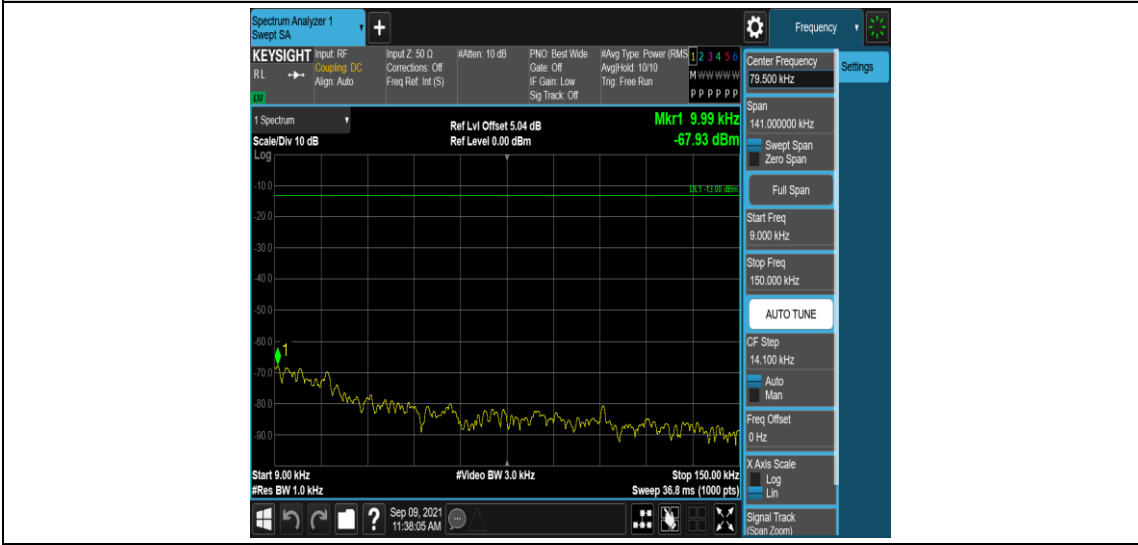 Spectrum Analyzer 1
Swept SA
+
Frequency
KEYSIGHT
RL
Input: RF
Coupling: DC
Align: Auto
Input Z: 50 Ω
Corrections: Off
Freq Ref: Int (S)
#Atten: 10 dB
PNO: Best Wide
Gate: Off
IF Gain: Low
Sig Track: Off
#Avg Type: Power (RMS
Avg|Hold: 10/10
Trig: Free Run
1 2 3 4 5 6
M W W W W W
P P P P P P
Center Frequency
79.500 kHz
Settings
Span
141.000000 kHz
Swept Span
Zero Span
Full Span
Start Freq
9.000 kHz
Stop Freq
150.000 kHz
AUTO TUNE
CF Step
14.100 kHz
Auto
Man
Freq Offset
0 Hz
X Axis Scale
Log
Lin
Signal Track
(Span Zoom)
1 Spectrum
Scale/Div 10 dB
Ref Lvl Offset 5.04 dB
Ref Level 0.00 dBm
Mkr1 9.99 kHz
-67.93 dBm
Log
-10.0
DL1 -13.00 dBm
-20.0
-30.0
-40.0
-50.0
-60.0
1
-70.0
-80.0
-90.0
Start 9.00 kHz
#Video BW 3.0 kHz
Stop 150.00 kHz
#Res BW 1.0 kHz
Sweep 36.8 ms (1000 pts)
?
Sep 09, 2021
11:38:05 AM